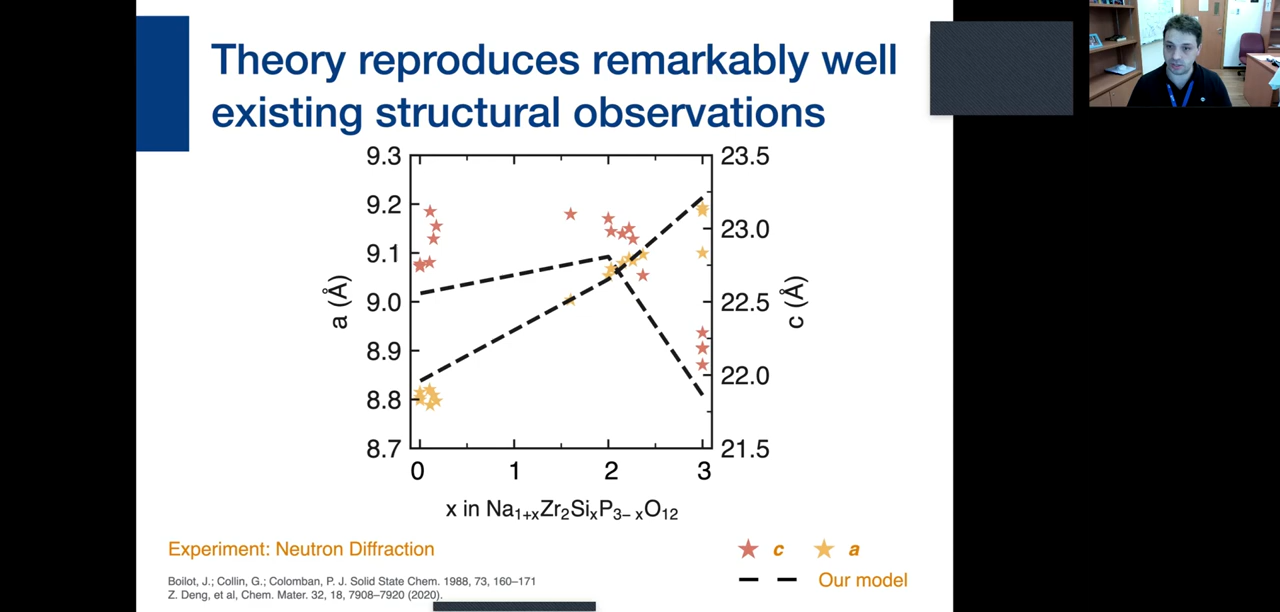 Theory reproduces remarkably well
existing structural observations
9.3
9.2
9.1
9.0
8.9
8.8
8.7
a (Å)
23.5
23.0
22.5
22.0
21.5
c (Å)
0 1 2 3
x in Na₁₊ₓZr₂SiₓP₃₋ₓO₁₂
Experiment: Neutron Diffraction
c a
Our model
Boilot, J.; Collin, G.; Colomban, P. J. Solid State Chem. 1988, 73, 160–171
Z. Deng, et al, Chem. Mater. 32, 18, 7908–7920 (2020).